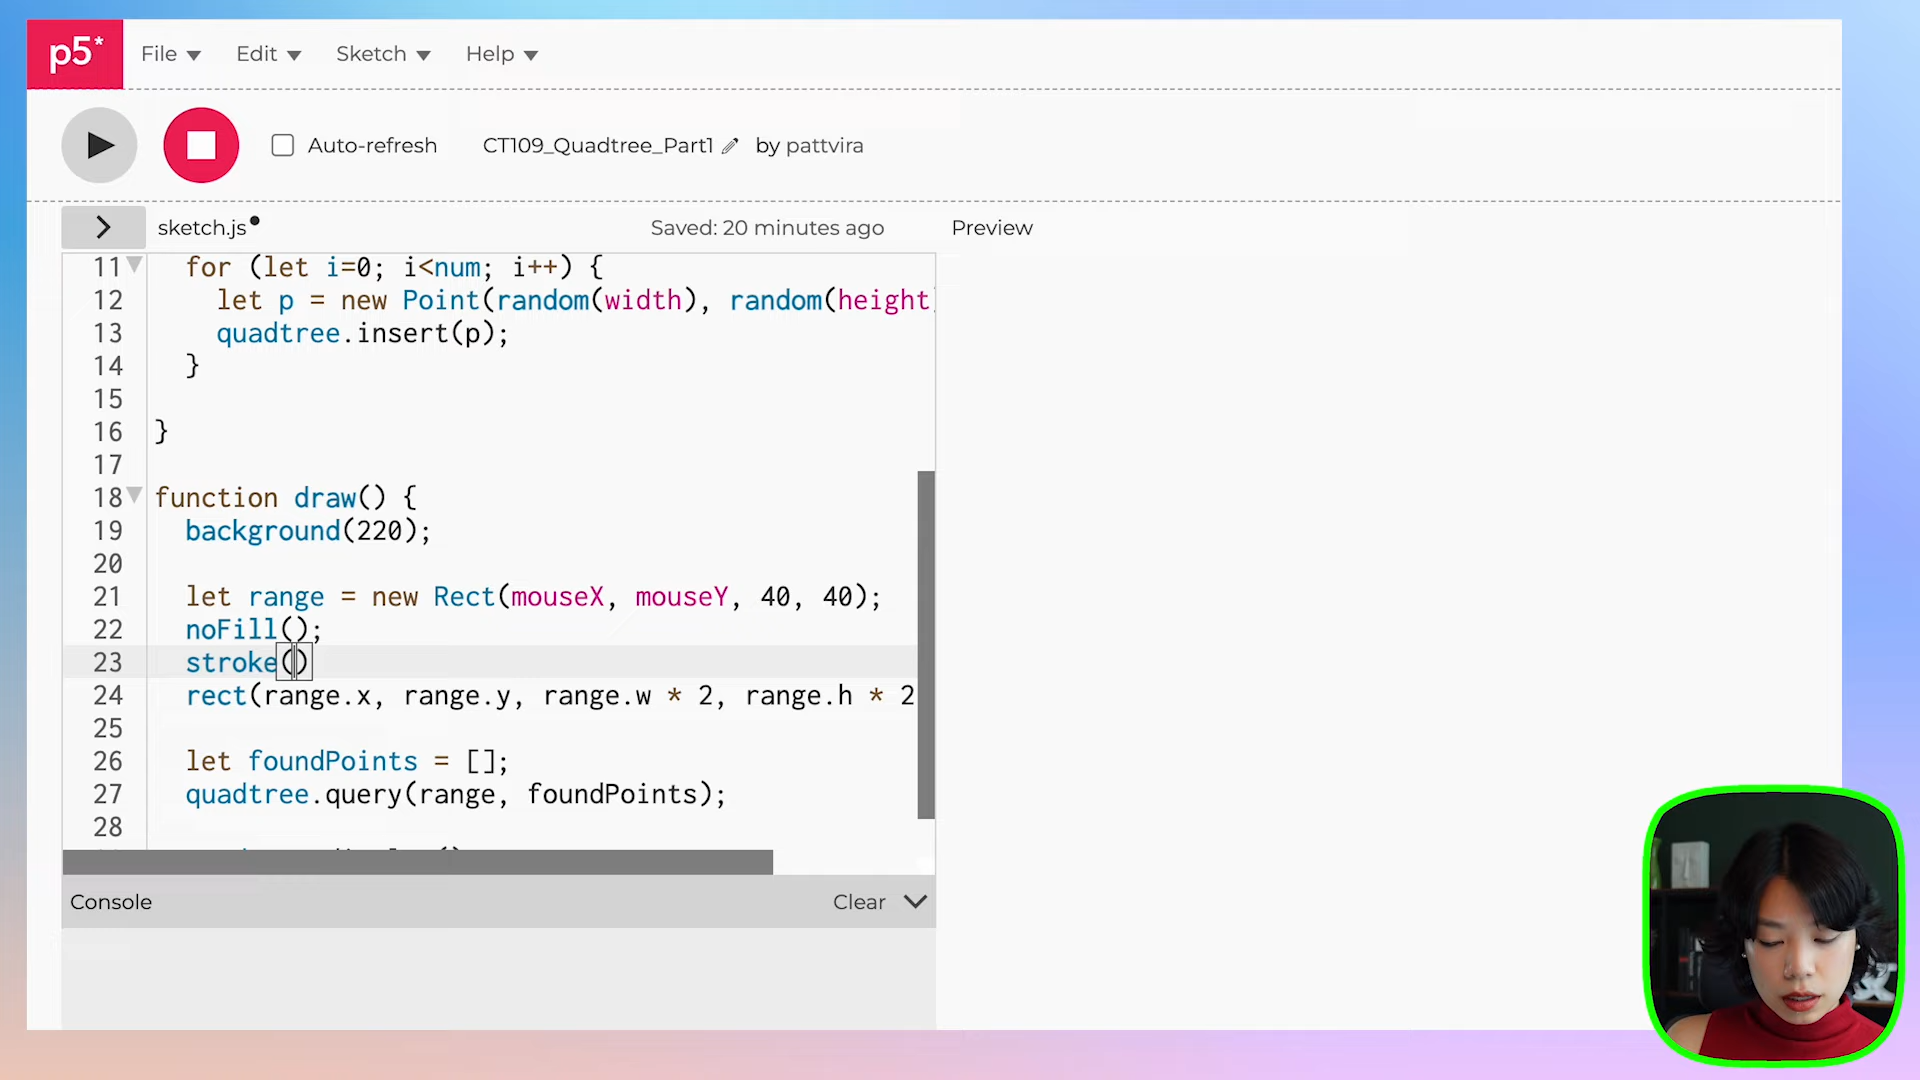 p5* File Edit Sketch Help
Auto-refresh CT109_Quadtree_Part1 by pattvira
sketch.js Saved: 20 minutes ago Preview
11 for (let i=0; i<num; i++) {
12 let p = new Point(random(width), random(height)
13 quadtree.insert(p);
14 }
15
16 }
17
18 function draw() {
19 background(220);
20
21 let range = new Rect(mouseX, mouseY, 40, 40);
22 noFill();
23 stroke()
24 rect(range.x, range.y, range.w * 2, range.h * 2
25
26 let foundPoints = [];
27 quadtree.query(range, foundPoints);
28
Console Clear